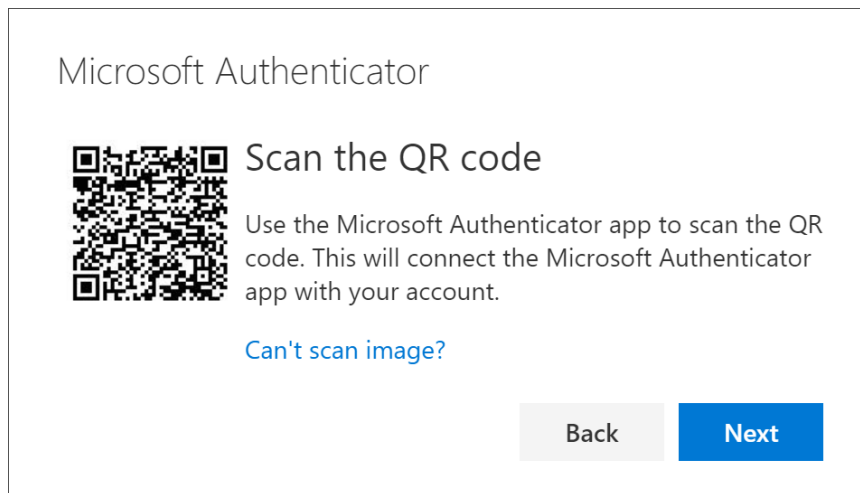 Microsoft Authenticator
Scan the QR code
Use the Microsoft Authenticator app to scan the QR
code. This will connect the Microsoft Authenticator
app with your account.
Can't scan image?
Back
Next